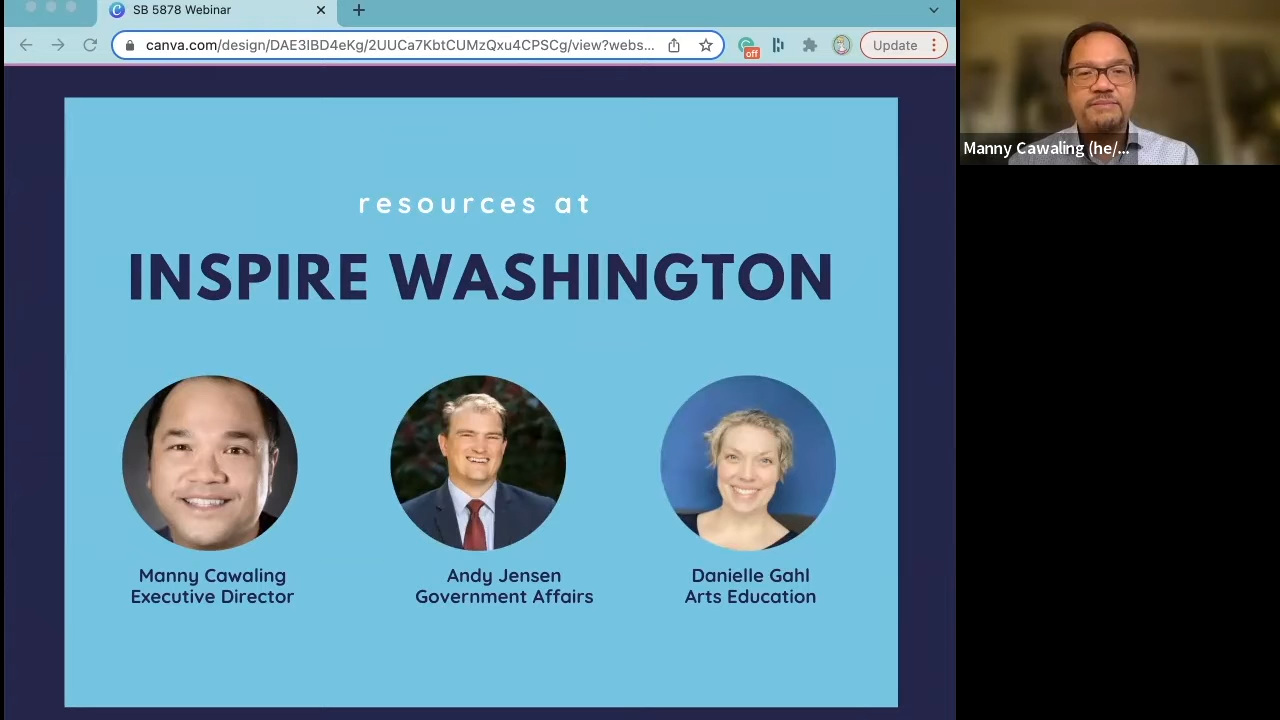 SB 5878 Webinar
canva.com/design/DAE3IBD4eKg/2UUCa7KbtCUMzQxu4CPSCg/view?webs...
off
Update
Manny Cawaling (he/...
resources at
INSPIRE WASHINGTON
Manny Cawaling
Executive Director
Andy Jensen
Government Affairs
Danielle Gahl
Arts Education